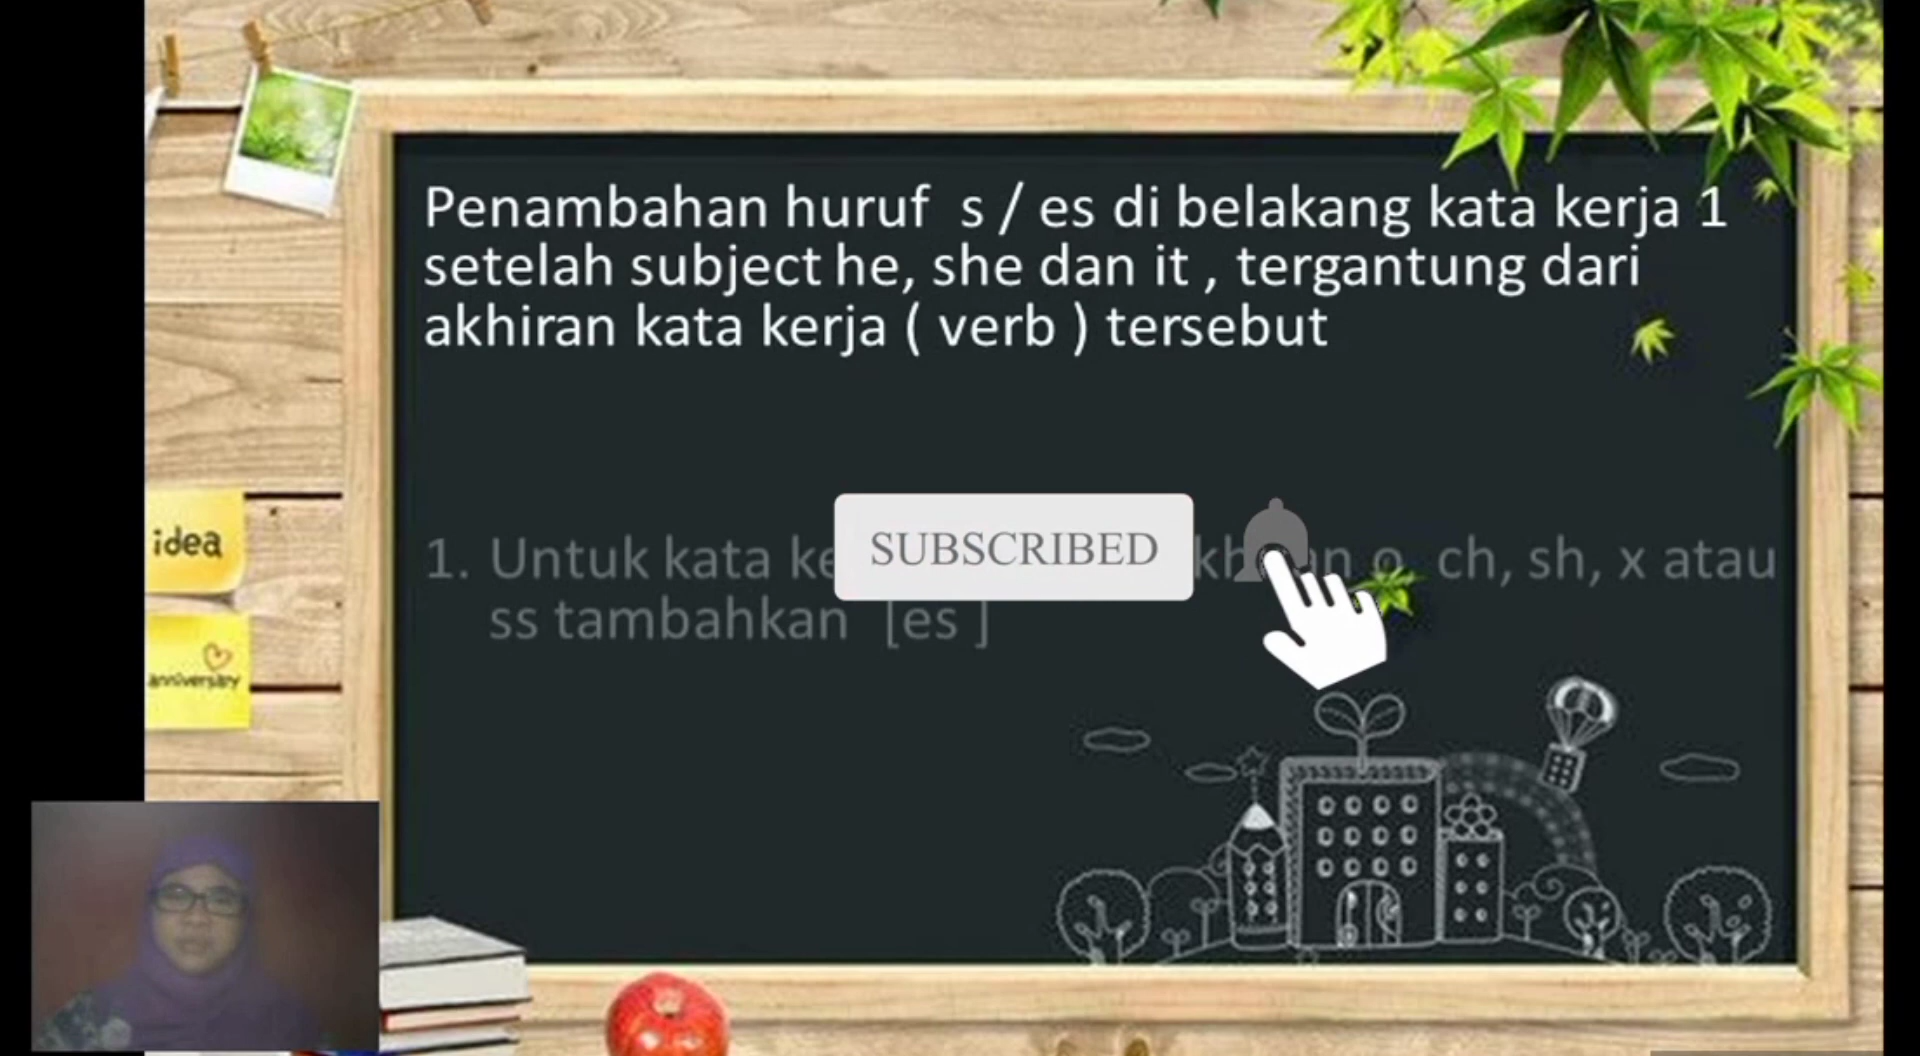 Penambahan huruf s / es di belakang kata kerja 1
setelah subject he, she dan it , tergantung dari
akhiran kata kerja ( verb ) tersebut
1. Untuk kata o ch, sh, x atau
ss tambahkan [es ]
SUBSCRIBED
idea
anniversary